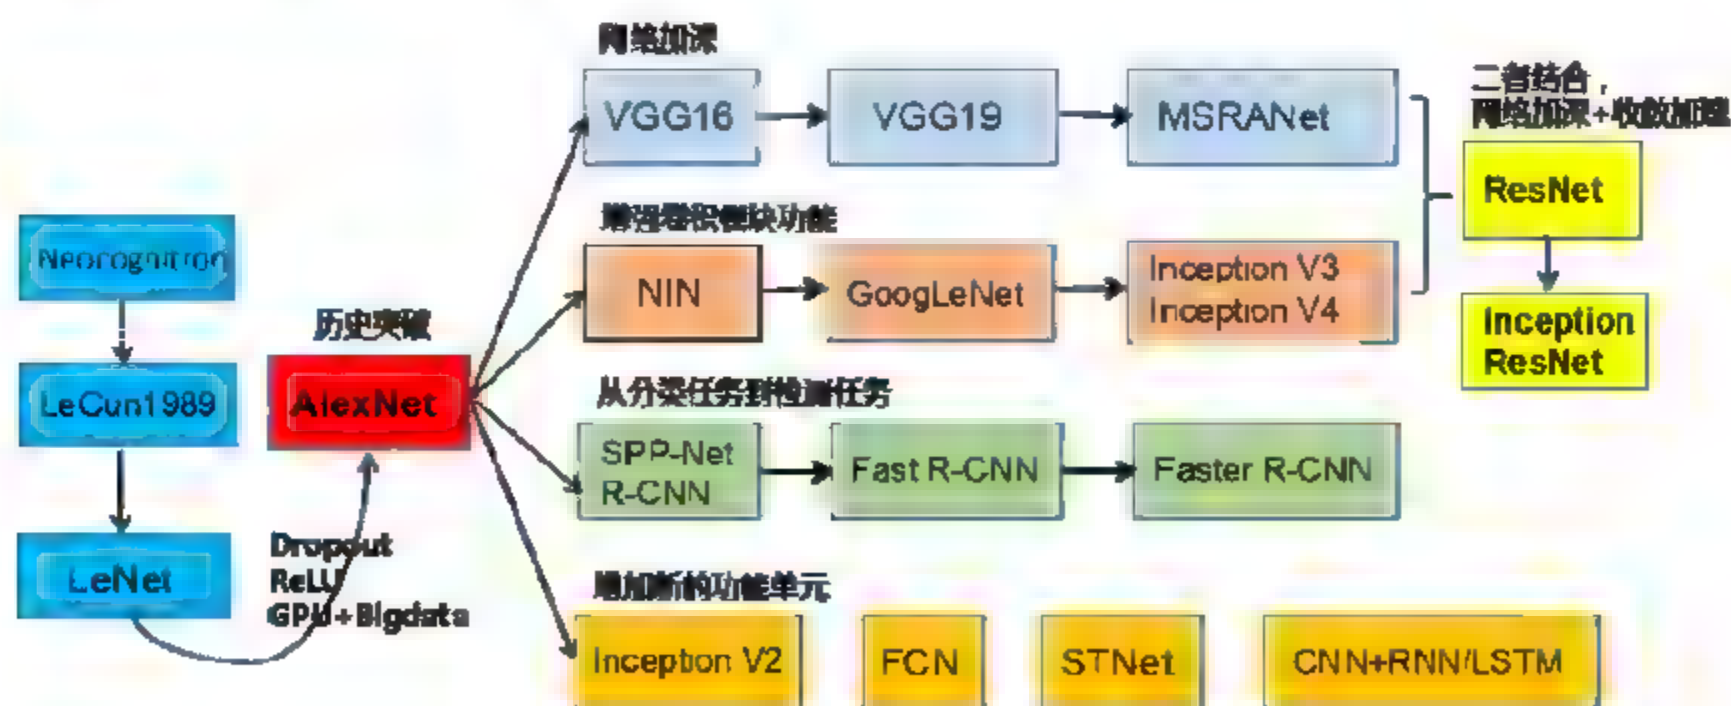 网络加深
VGG16
VGG19
MSRANet
二者结合，
网络加深+收敛加速
ResNet
Inception
ResNet
增强卷积模块功能
NIN
GoogLeNet
Inception V3
Inception V4
Neocognitron
LeCun1989
LeNet
历史突破
AlexNet
Dropout
ReLU
GPU+Bigdata
从分类任务到检测任务
SPP-Net
R-CNN
Fast R-CNN
Faster R-CNN
增加新的功能单元
Inception V2
FCN
STNet
CNN+RNN/LSTM